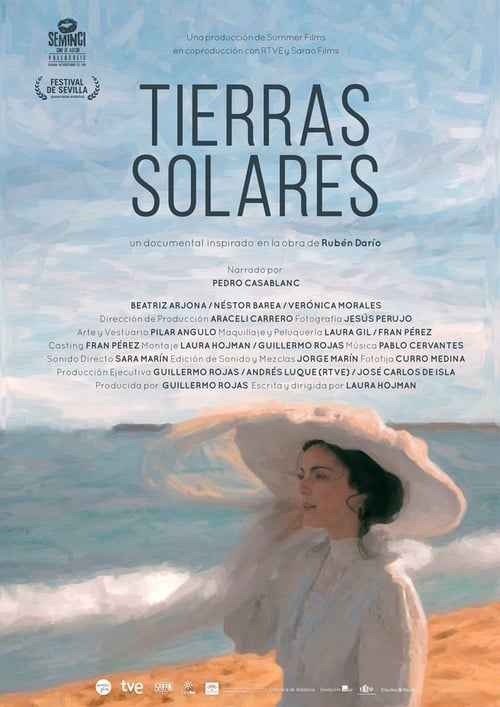 SEMINCI
VALLADOLID
FESTIVAL
DE SEVILLA
Una producción de Summer Films
en coproducción con RTVE y Sarao Films
TIERRAS
SOLARES
un documental inspirado en la obra de Rubén Darío
Narrado por
PEDRO CASABLANC
BEATRIZ ARJONA / NÉSTOR BAREA / VERÓNICA MORALES
Dirección de Producción ARACELI CARRERO Fotografía JESÚS PERUJO
Arte y Vestuario PILAR ANGULO Maquillaje y Peluquería LAURA GIL / FRAN PÉREZ
Casting FRAN PÉREZ Montaje LAURA HOJMAN / GUILLERMO ROJAS Música PABLO CERVANTES
Sonido Directo SARA MARÍN Edición de Sonido y Mezclas JORGE MARÍN Fotofija CURRO MEDINA
Producción Ejecutiva GUILLERMO ROJAS / ANDRÉS LUQUE (RTVE) / JOSÉ CARLOS DE ISLA
Producida por GUILLERMO ROJAS Escrita y dirigida por LAURA HOJMAN
tve
Filmoteca de Andalucía
Fundación